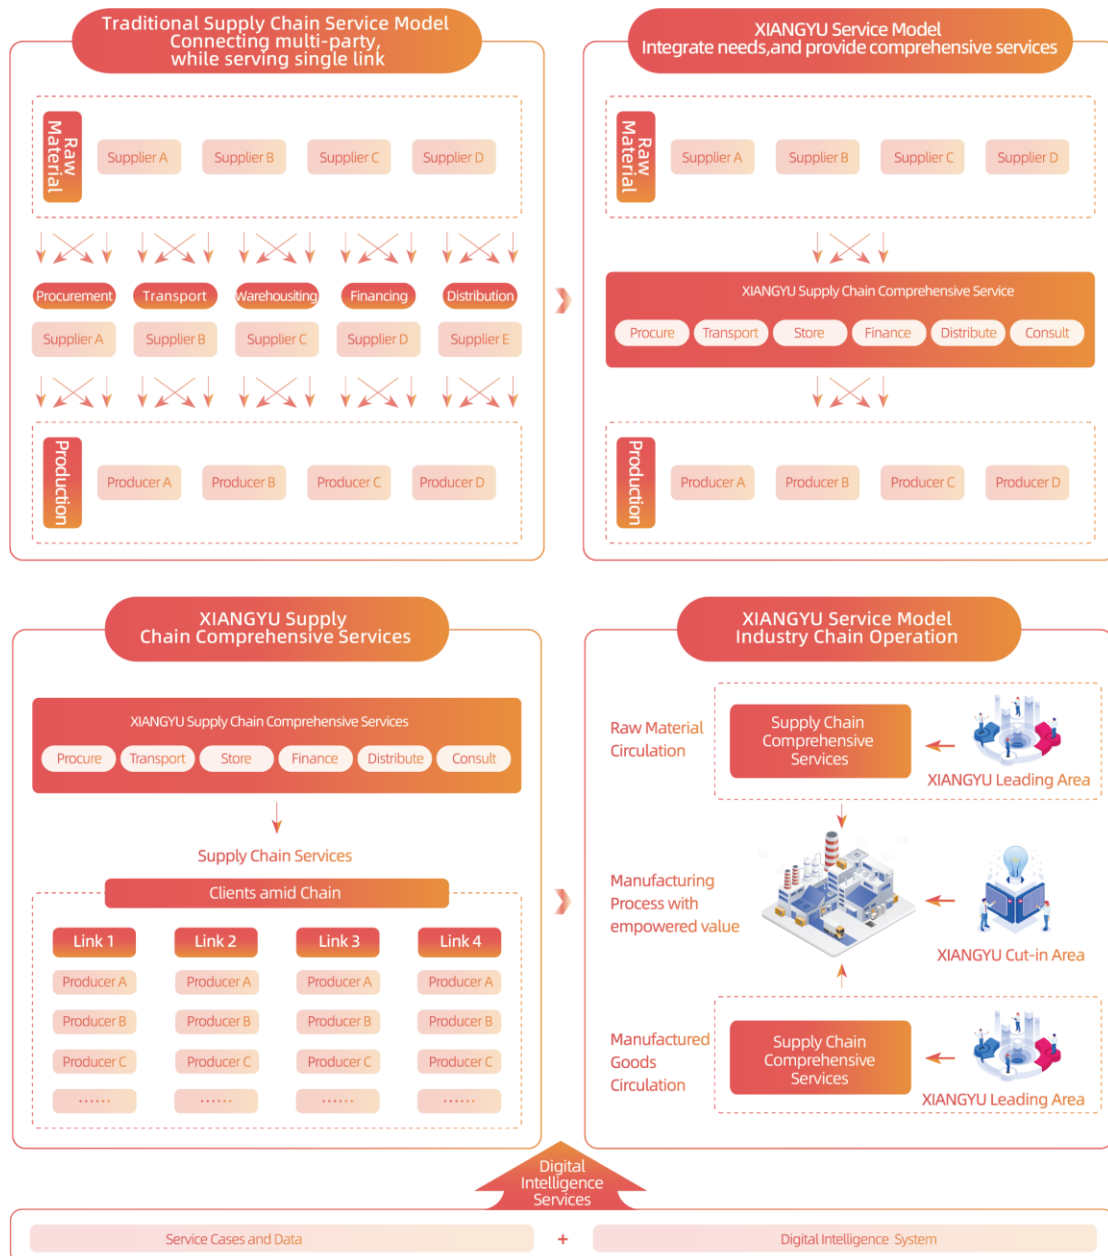 Traditional Supply Chain Service Model
Connecting multi-party,
while serving single link
Raw
Material
Supplier A
Supplier B
Supplier C
Supplier D
Procurement
Transport
Warehousiting
Financing
Distribution
Supplier A
Supplier B
Supplier C
Supplier D
Supplier E
Production
Producer A
Producer B
Producer C
Producer D
XIANGYU Service Model
Integrate needs,and provide comprehensive services
Raw
Material
Supplier A
Supplier B
Supplier C
Supplier D
XIANGYU Supply Chain Comprehensive Service
Procure
Transport
Store
Finance
Distribute
Consult
Production
Producer A
Producer B
Producer C
Producer D
XIANGYU Supply
Chain Comprehensive Services
XIANGYU Supply Chain Comprehensive Services
Procure
Transport
Store
Finance
Distribute
Consult
Supply Chain Services
Clients amid Chain
Link 1
Link 2
Link 3
Link 4
Producer A
Producer A
Producer A
Producer A
Producer B
Producer B
Producer B
Producer B
Producer C
Producer C
Producer C
Producer C
······
······
······
······
XIANGYU Service Model
Industry Chain Operation
Raw Material
Circulation
Supply Chain
Comprehensive
Services
XIANGYU Leading Area
Manufacturing
Process with
empowered value
XIANGYU Cut-in Area
Manufactured
Goods
Circulation
Supply Chain
Comprehensive
Services
XIANGYU Leading Area
Digital
Intelligence
Services
Service Cases and Data
+
Digital Intelligence System